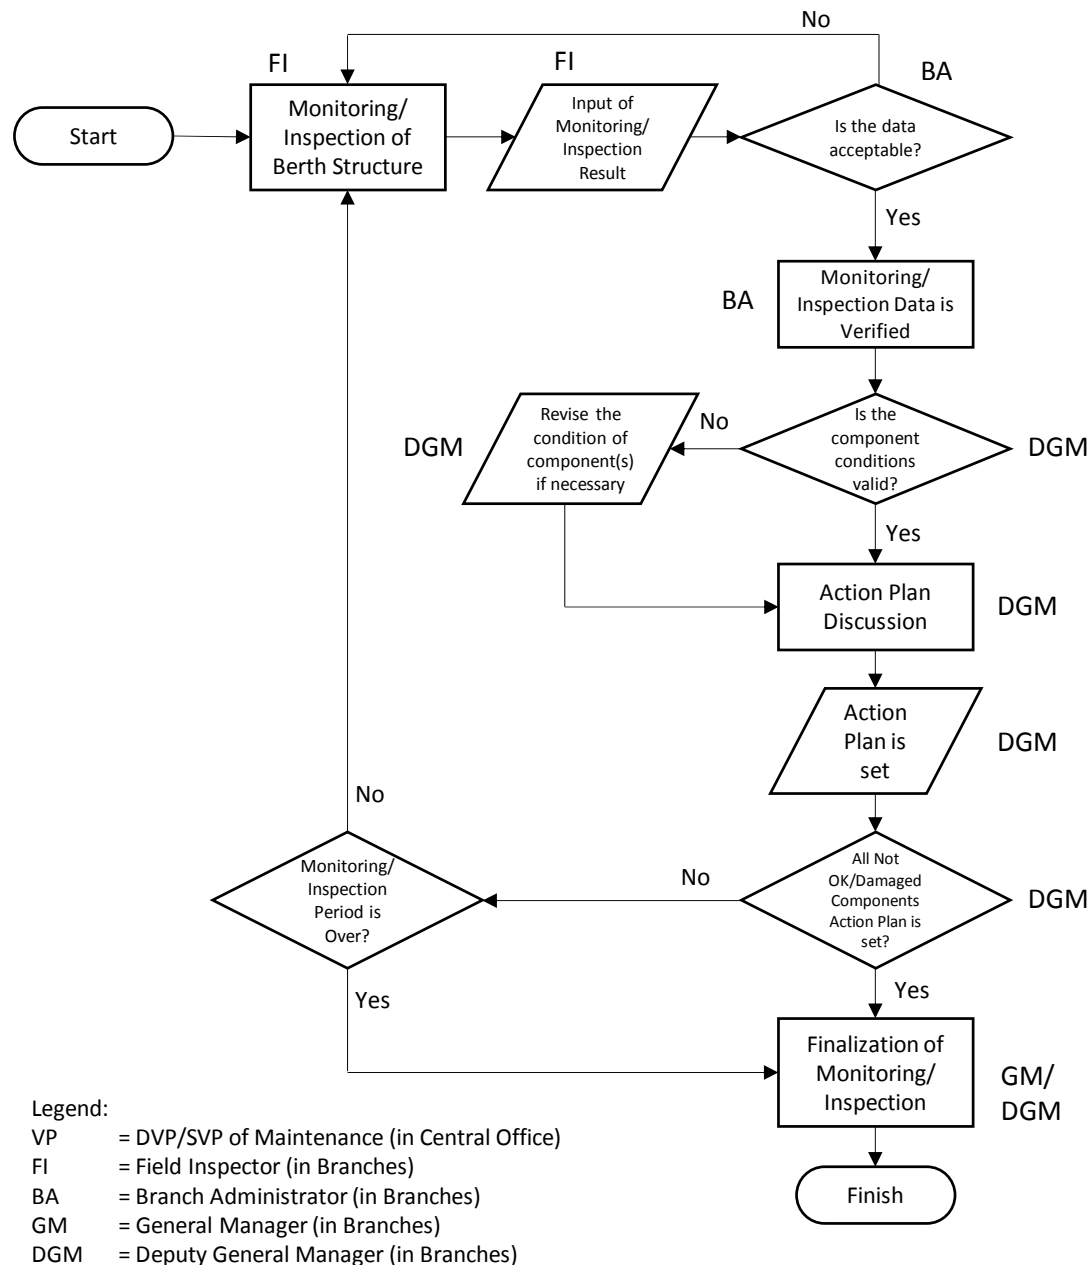 No
FI
FI
BA
Start
Monitoring/
Inspection of
Berth Structure
Input of
Monitoring/
Inspection
Result
Is the data
acceptable?
Yes
BA
Monitoring/
Inspection Data is
Verified
DGM
Revise the
condition of
component(s)
if necessary
No
Is the
component
conditions
valid?
DGM
Yes
Action Plan
Discussion
DGM
Action
Plan is
set
DGM
No
Monitoring/
Inspection
Period is
Over?
No
All Not
OK/Damaged
Components
Action Plan is
set?
DGM
Yes
Yes
Finalization of
Monitoring/
Inspection
GM/
DGM
Finish
Legend:
VP = DVP/SVP of Maintenance (in Central Office)
FI = Field Inspector (in Branches)
BA = Branch Administrator (in Branches)
GM = General Manager (in Branches)
DGM = Deputy General Manager (in Branches)